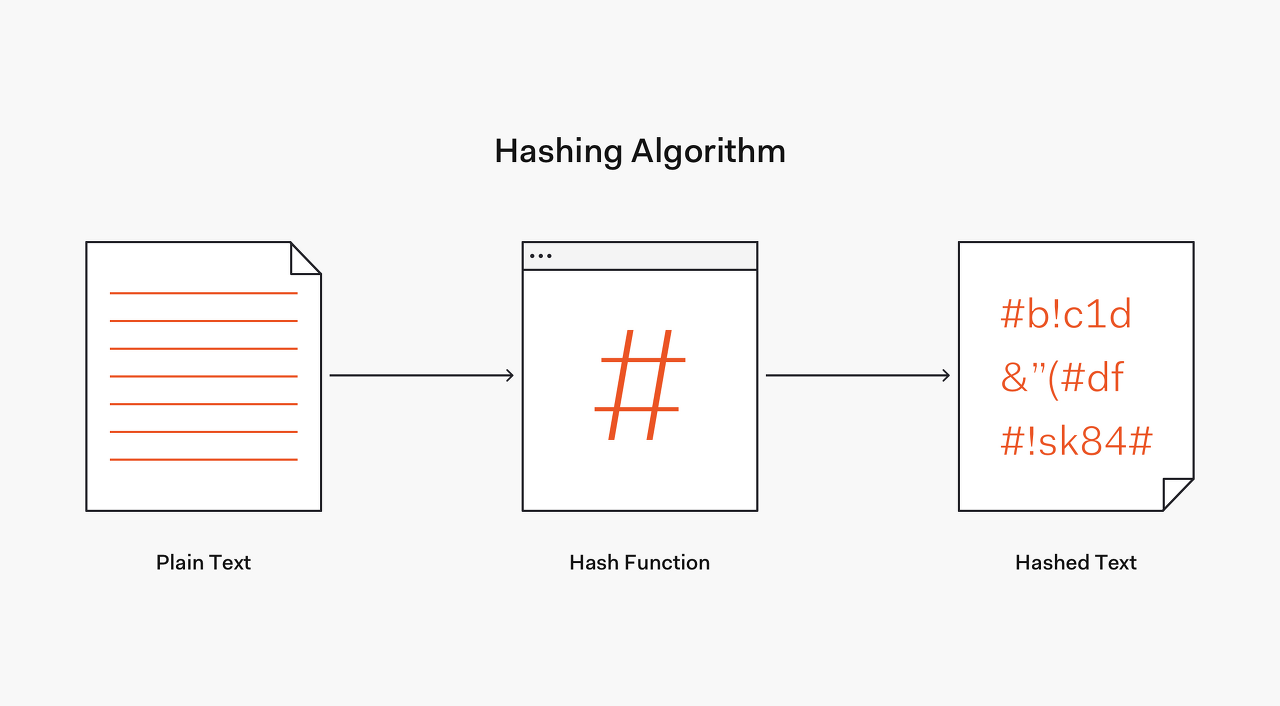 Hashing Algorithm
#
#b!c1d
&”(#df
#!sk84#
Plain Text
Hash Function
Hashed Text